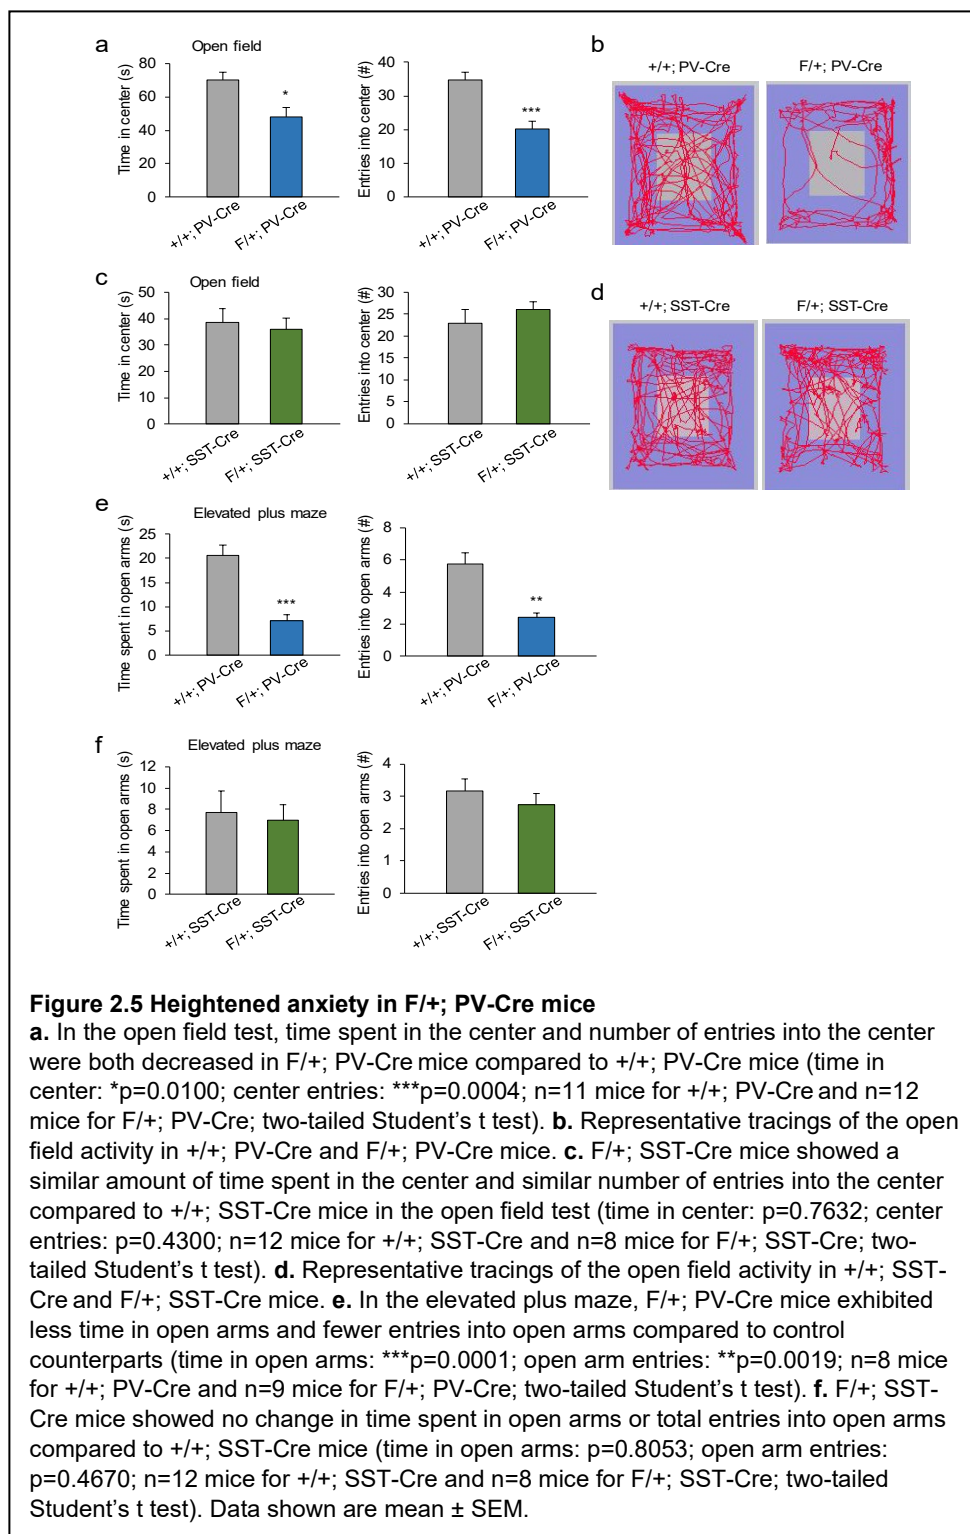 a
Open field
Time in center (s)
80
60
40
20
0
*
+/+; PV-Cre
F/+; PV-Cre
Entries into center (#)
40
30
20
10
0
***
+/+; PV-Cre
F/+; PV-Cre
b
+/+; PV-Cre
F/+; PV-Cre
c
Open field
Time in center (s)
50
40
30
20
10
0
+/+; SST-Cre
F/+; SST-Cre
Entries into center (#)
30
25
20
15
10
5
0
+/+; SST-Cre
F/+; SST-Cre
d
+/+; SST-Cre
F/+; SST-Cre
e
Elevated plus maze
Time spent in open arms (s)
25
20
15
10
5
0
***
+/+; PV-Cre
F/+; PV-Cre
Entries into open arms (#)
8
6
4
2
0
**
+/+; PV-Cre
F/+; PV-Cre
f
Elevated plus maze
Time spent in open arms (s)
12
10
8
6
4
2
0
+/+; SST-Cre
F/+; SST-Cre
Entries into open arms (#)
4
3
2
1
0
+/+; SST-Cre
F/+; SST-Cre
Figure 2.5 Heightened anxiety in F/+; PV-Cre mice
a. In the open field test, time spent in the center and number of entries into the center
were both decreased in F/+; PV-Cre mice compared to +/+; PV-Cre mice (time in
center: *p=0.0100; center entries: ***p=0.0004; n=11 mice for +/+; PV-Cre and n=12
mice for F/+; PV-Cre; two-tailed Student’s t test). b. Representative tracings of the open
field activity in +/+; PV-Cre and F/+; PV-Cre mice. c. F/+; SST-Cre mice showed a
similar amount of time spent in the center and similar number of entries into the center
compared to +/+; SST-Cre mice in the open field test (time in center: p=0.7632; center
entries: p=0.4300; n=12 mice for +/+; SST-Cre and n=8 mice for F/+; SST-Cre; two-
tailed Student’s t test). d. Representative tracings of the open field activity in +/+; SST-
Cre and F/+; SST-Cre mice. e. In the elevated plus maze, F/+; PV-Cre mice exhibited
less time in open arms and fewer entries into open arms compared to control
counterparts (time in open arms: ***p=0.0001; open arm entries: **p=0.0019; n=8 mice
for +/+; PV-Cre and n=9 mice for F/+; PV-Cre; two-tailed Student’s t test). f. F/+; SST-
Cre mice showed no change in time spent in open arms or total entries into open arms
compared to +/+; SST-Cre mice (time in open arms: p=0.8053; open arm entries:
p=0.4670; n=12 mice for +/+; SST-Cre and n=8 mice for F/+; SST-Cre; two-tailed
Student’s t test). Data shown are mean ± SEM.